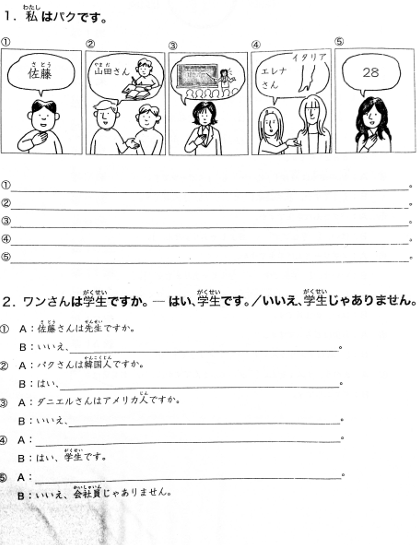 1. 私はパクです。
わたし
① ② ③ ④ ⑤
佐藤
さとう
山田さん
やまだ
エレナさん
イタリア
28
① 。
② 。
③ 。
④ 。
⑤ 。
2. ワンさんは学生ですか。─ はい、学生です。／いいえ、学生じゃありません。
がくせい がくせい がくせい
① A：佐藤さんは先生ですか。
さとう せんせい
B：いいえ、 。
② A：パクさんは韓国人ですか。
かんこくじん
B：はい、 。
③ A：ダニエルさんはアメリカ人ですか。
じん
B：いいえ、 。
④ A： 。
B：はい、学生です。
がくせい
⑤ A： 。
B：いいえ、会社員じゃありません。
かいしゃいん